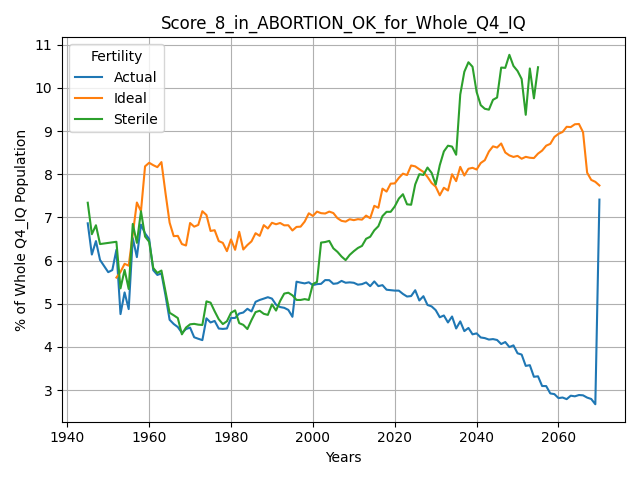 Score_8_in_ABORTION_OK_for_Whole_Q4_IQ
Fertility
Actual
Ideal
Sterile
% of Whole Q4_IQ Population
11
10
9
8
7
6
5
4
3
1940
1960
1980
2000
2020
2040
2060
Years